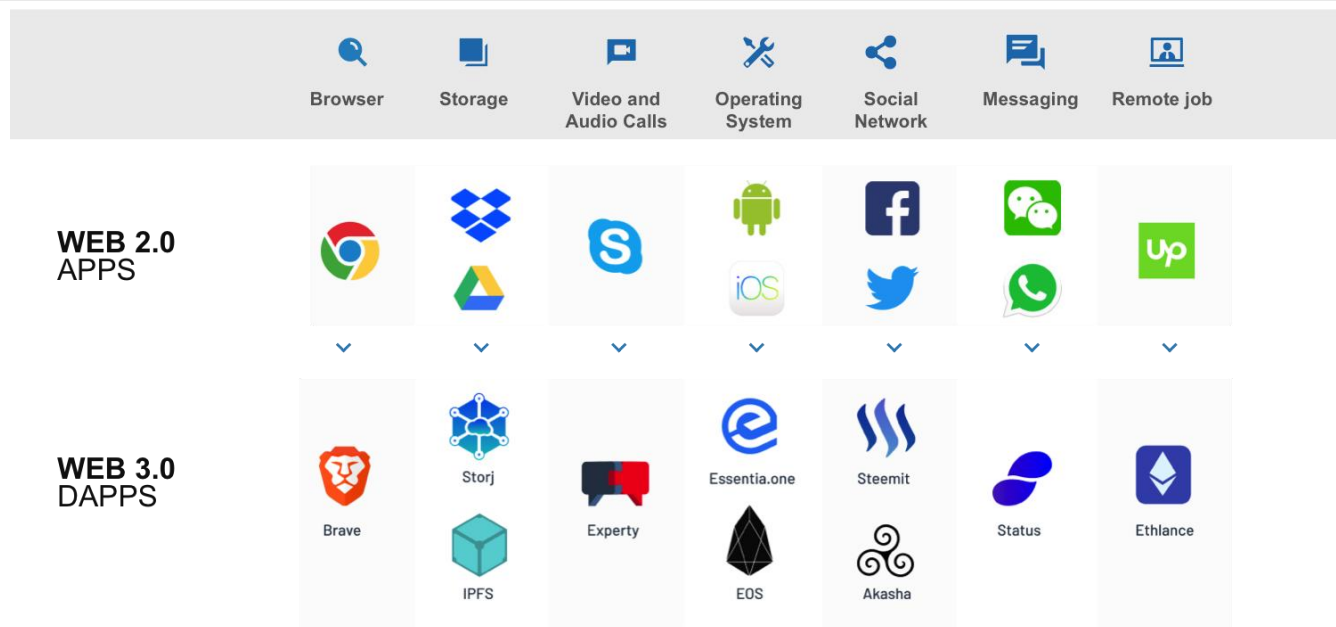 Browser
Storage
Video and
Audio Calls
Operating
System
Social
Network
Messaging
Remote job
WEB 2.0
APPS
S
iOS
f
Up
WEB 3.0
DAPPS
Brave
Storj
IPFS
Experty
Essentia.one
EOS
Steemit
Akasha
Status
Ethlance